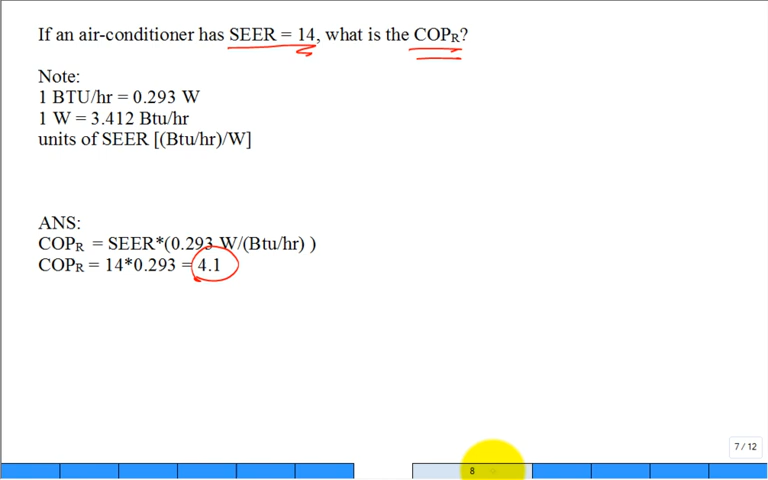 If an air-conditioner has SEER = 14, what is the COPR?
Note:
1 BTU/hr = 0.293 W
1 W = 3.412 Btu/hr
units of SEER [(Btu/hr)/W]
ANS:
COPR = SEER*(0.293 W/(Btu/hr) )
COPR = 14*0.293 = 4.1
7 / 12
8